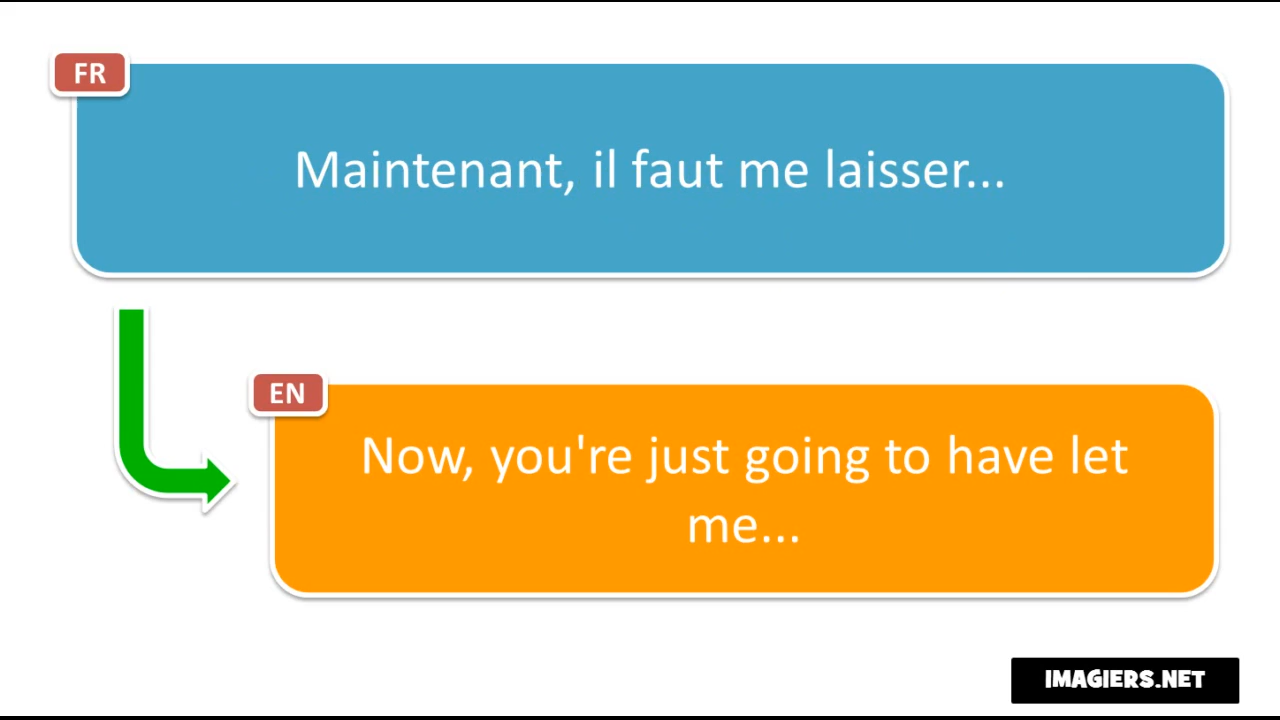 FR
Maintenant, il faut me laisser...
EN
Now, you're just going to have let
me...
IMAGIERS.NET